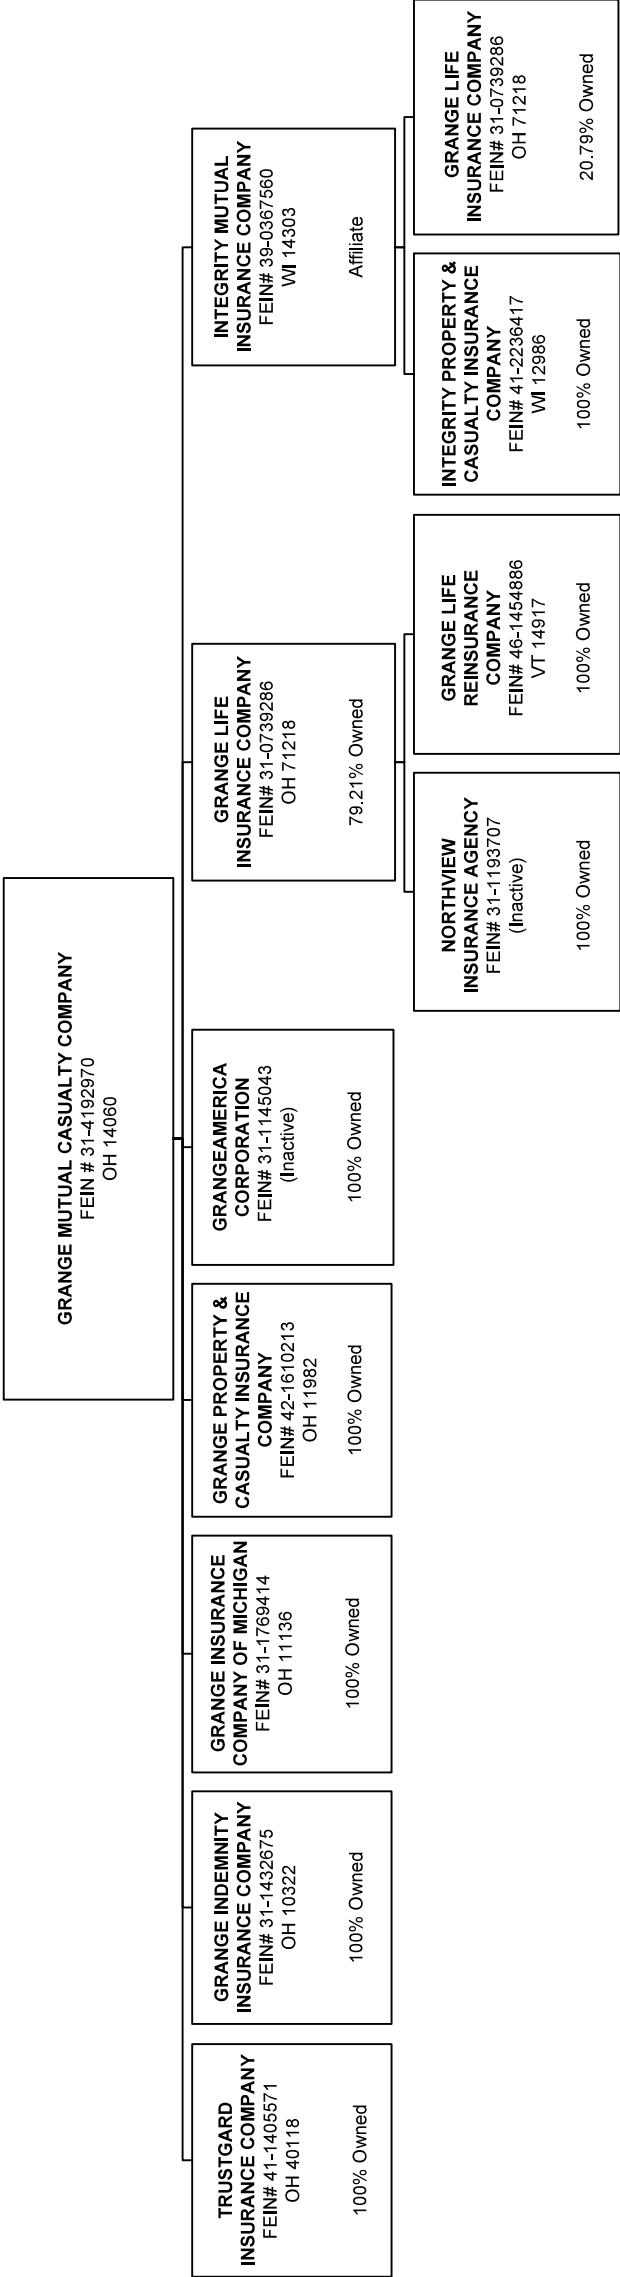 GRANGE MUTUAL CASUALTY COMPANY
FEIN # 31-4192970
OH 14060
TRUSTGARD
INSURANCE COMPANY
FEIN# 41-1405571
OH 40118
100% Owned
GRANGE INDEMNITY
INSURANCE COMPANY
FEIN# 31-1432675
OH 10322
100% Owned
GRANGE INSURANCE
COMPANY OF MICHIGAN
FEIN# 31-1769414
OH 11136
100% Owned
GRANGE PROPERTY &
CASUALTY INSURANCE
COMPANY
FEIN# 42-1610213
OH 11982
100% Owned
GRANGEAMERICA
CORPORATION
FEIN# 31-1145043
(Inactive)
100% Owned
GRANGE LIFE
INSURANCE COMPANY
FEIN# 31-0739286
OH 71218
79.21% Owned
INTEGRITY MUTUAL
INSURANCE COMPANY
FEIN# 39-0367560
WI 14303
Affiliate
NORTHVIEW
INSURANCE AGENCY
FEIN# 31-1193707
(Inactive)
100% Owned
GRANGE LIFE
REINSURANCE
COMPANY
FEIN# 46-1454886
VT 14917
100% Owned
INTEGRITY PROPERTY &
CASUALTY INSURANCE
COMPANY
FEIN# 41-2236417
WI 12986
100% Owned
GRANGE LIFE
INSURANCE COMPANY
FEIN# 31-0739286
OH 71218
20.79% Owned